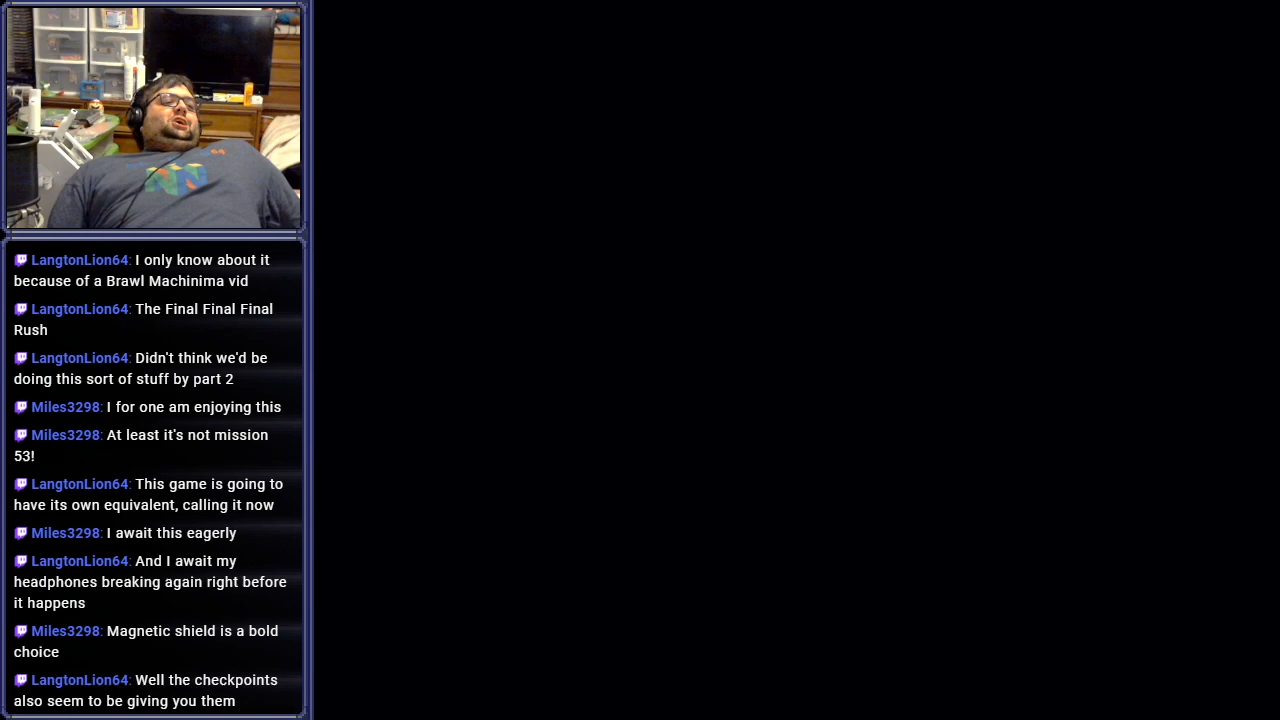 64
LangtonLion64: I only know about it
because of a Brawl Machinima vid
LangtonLion64: The Final Final Final
Rush
LangtonLion64: Didn't think we'd be
doing this sort of stuff by part 2
Miles3298: I for one am enjoying this
Miles3298: At least it's not mission
53!
LangtonLion64: This game is going to
have its own equivalent, calling it now
Miles3298: I await this eagerly
LangtonLion64: And I await my
headphones breaking again right before
it happens
Miles3298: Magnetic shield is a bold
choice
LangtonLion64: Well the checkpoints
also seem to be giving you them